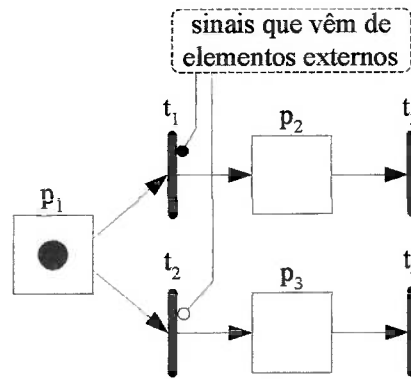 sinais que vêm de
elementos externos
t1
p2
p1
t2
p3